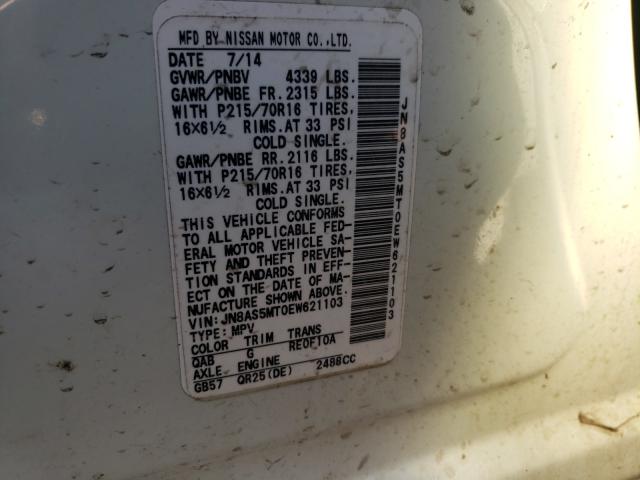 MFD BY NISSAN MOTOR CO.,LTD.
DATE 7/14
GVWR/PNBV 4339 LBS.
GAWR/PNBE FR. 2315 LBS.
WITH P215/70R16 TIRES,
16X6½ RIMS. AT 33 PSI
COLD SINGLE.
GAWR/PNBE RR. 2116 LBS.
WITH P215/70R16 TIRES,
16X6½ RIMS. AT 33 PSI
COLD SINGLE.
THIS VEHICLE CONFORMS
TO ALL APPLICABLE FED-
ERAL MOTOR VEHICLE SA-
FETY AND THEFT PREVEN-
TION STANDARDS IN EFF-
ECT ON THE DATE OF MA-
NUFACTURE SHOWN ABOVE.
VIN: JN8AS5MT0EW621103
TYPE: MPV
COLOR TRIM TRANS
QAB G RE0F10A
AXLE ENGINE
GB57 QR25(DE) 2488CC
JN8AS5MT0EW621103